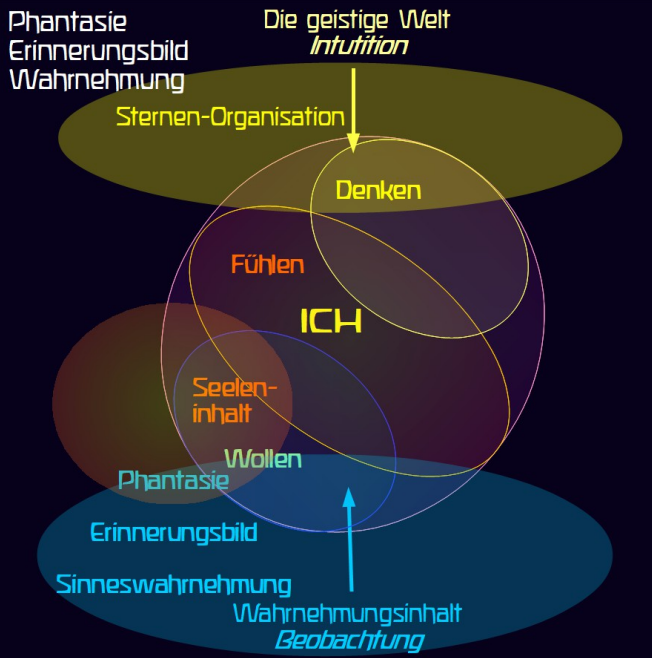 Phantasie
Erinnerungsbild
Wahrnehmung
Die geistige Welt
Intutition
Sternen-Organisation
Denken
Fühlen
ICH
Seelen-
inhalt
Wollen
Phantasie
Erinnerungsbild
Sinneswahrnehmung
Wahrnehmungsinhalt
Beobachtung